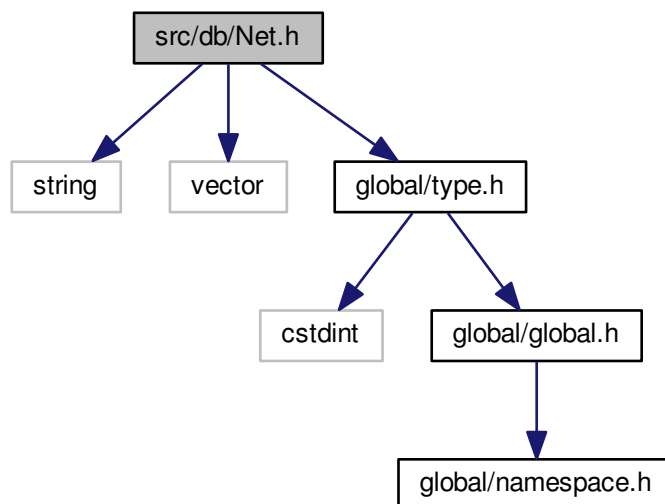 src/db/Net.h
string
vector
global/type.h
cstdint
global/global.h
global/namespace.h